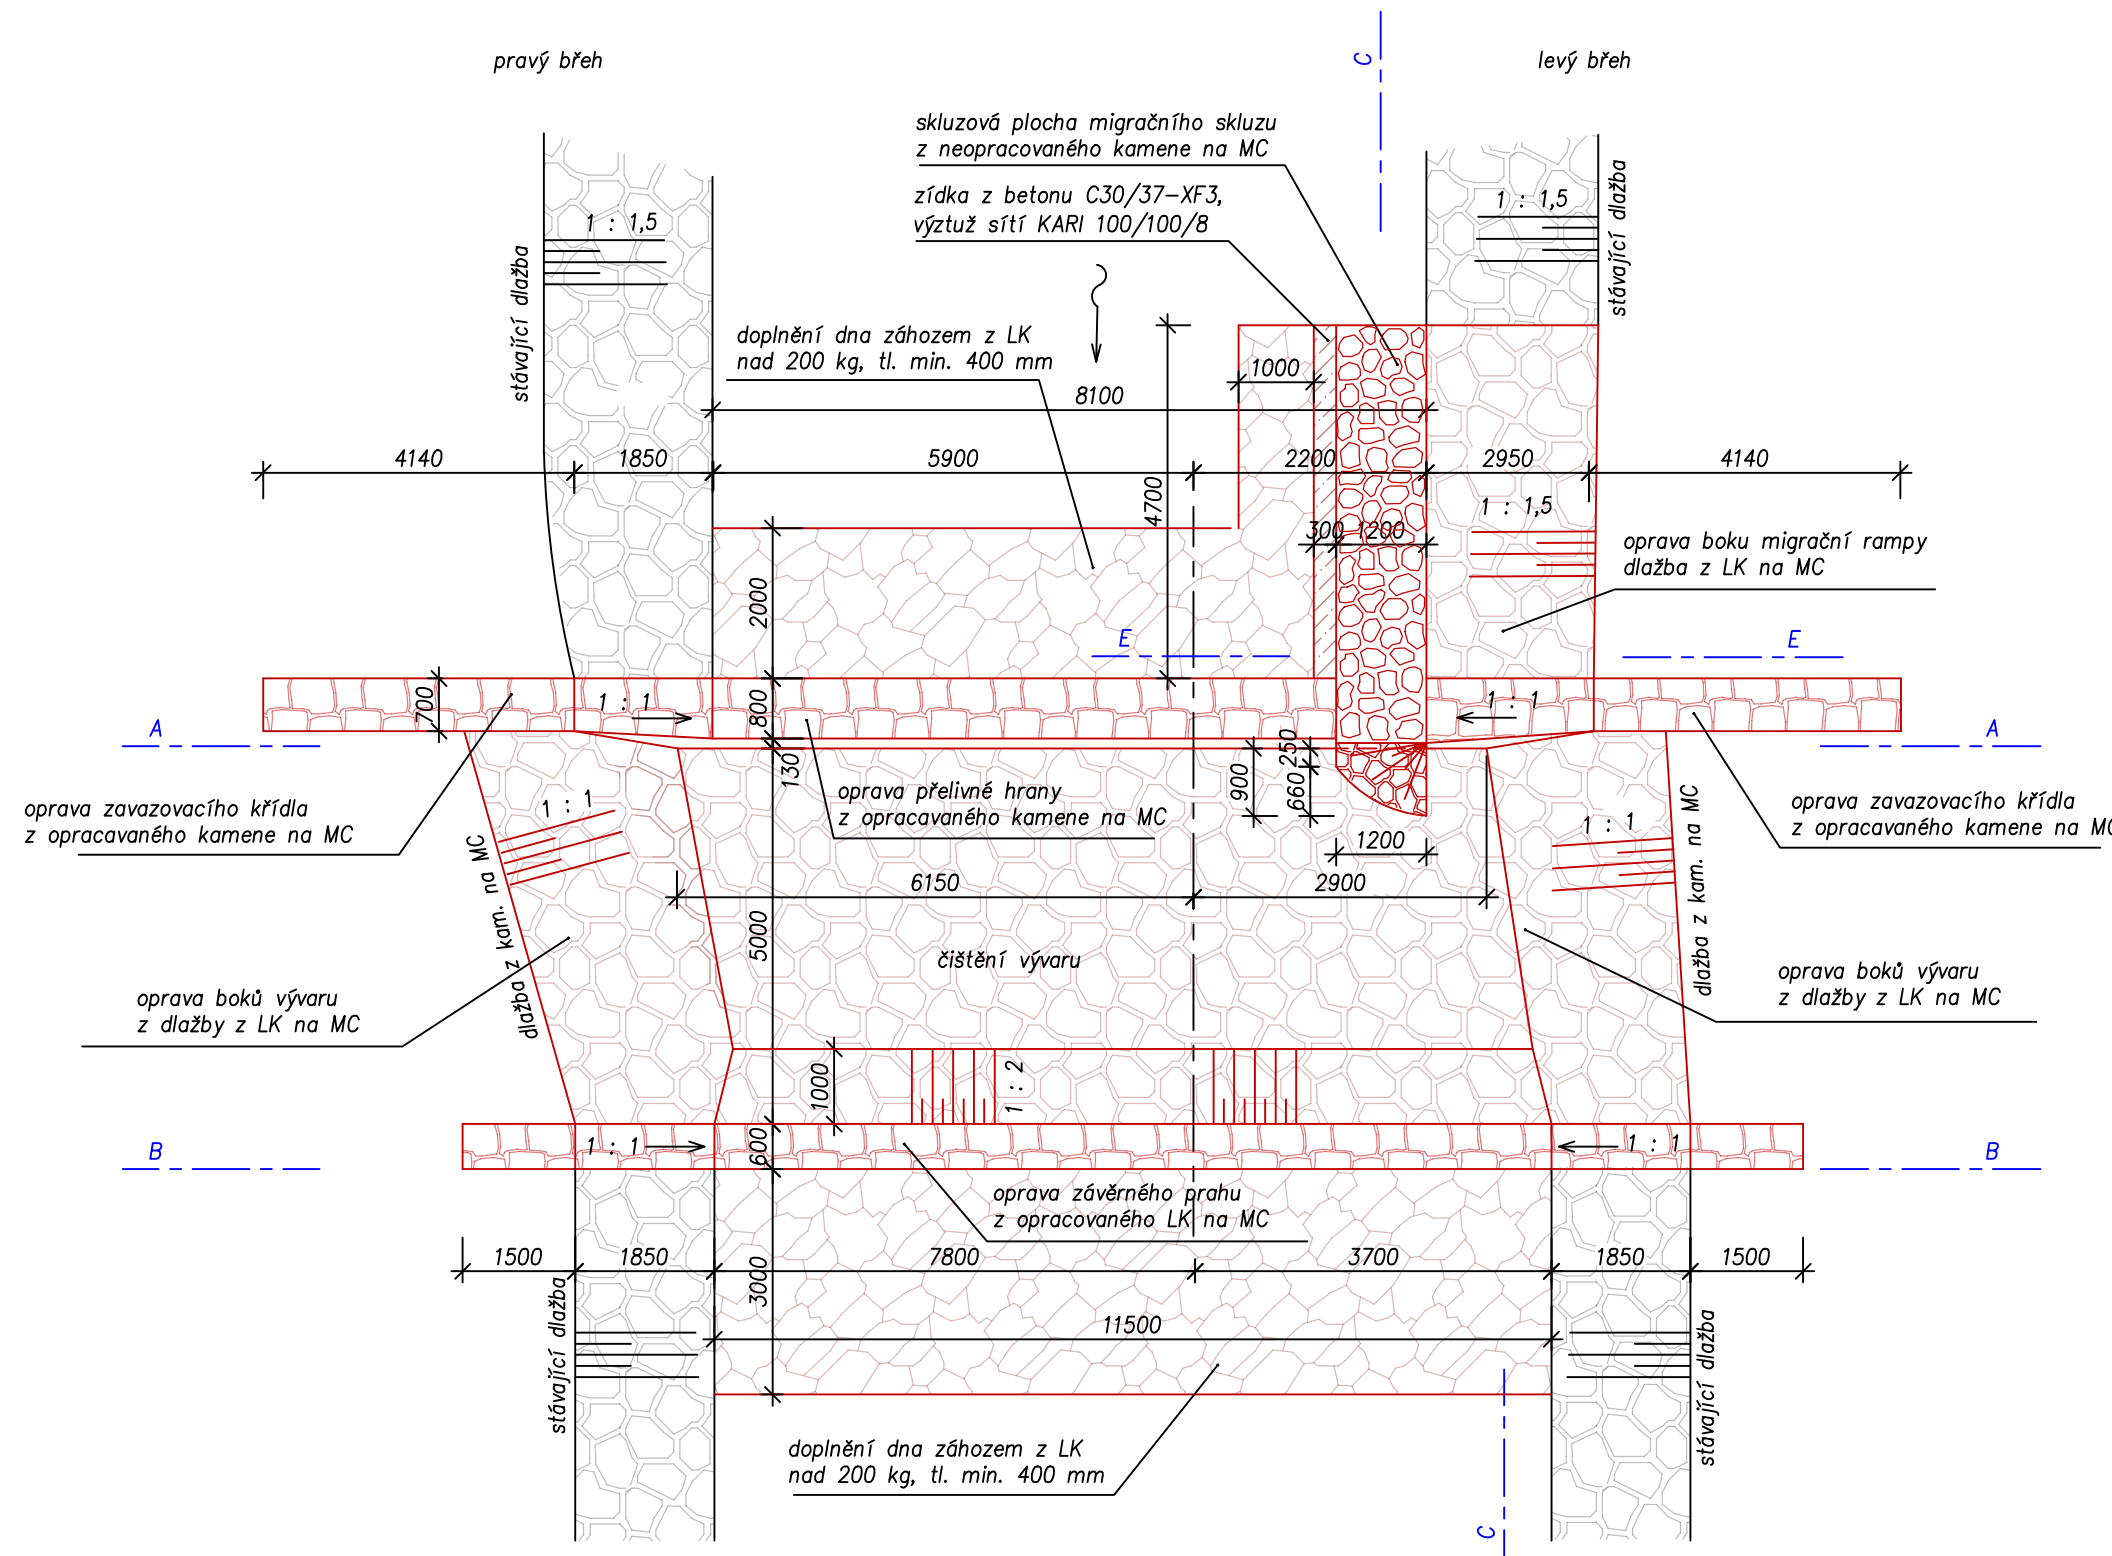 pravý břeh
levý břeh
C
skluzová plocha migračního skluzu
z neopracovaného kamene na MC
zídka z betonu C30/37-XF3,
výztuž sítí KARI 100/100/8
1 : 1,5
1 : 1,5
stávající dlažba
stávající dlažba
doplnění dna záhozem z LK
nad 200 kg, tl. min. 400 mm
1000
8100
4140
1850
5900
2200
2950
4140
4700
1 : 1,5
300
1200
oprava boku migrační rampy
dlažba z LK na MC
2000
E
E
700
1 : 1
800
1 : 1
A
A
130
250
900
660
oprava zavazovacího křídla
z opracavaného kamene na MC
1 : 1
oprava přelivné hrany
z opracavaného kamene na MC
1 : 1
oprava zavazovacího křídla
z opracavaného kamene na MC
1200
dlažba z kam. na MC
dlažba z kam. na MC
6150
2900
5000
čištění vývaru
oprava boků vývaru
z dlažby z LK na MC
oprava boků vývaru
z dlažby z LK na MC
1000
1 : 2
B
1 : 1
600
1 : 1
B
oprava závěrného prahu
z opracovaného LK na MC
1500
1850
7800
3700
1850
1500
3000
11500
stávající dlažba
stávající dlažba
doplnění dna záhozem z LK
nad 200 kg, tl. min. 400 mm
C